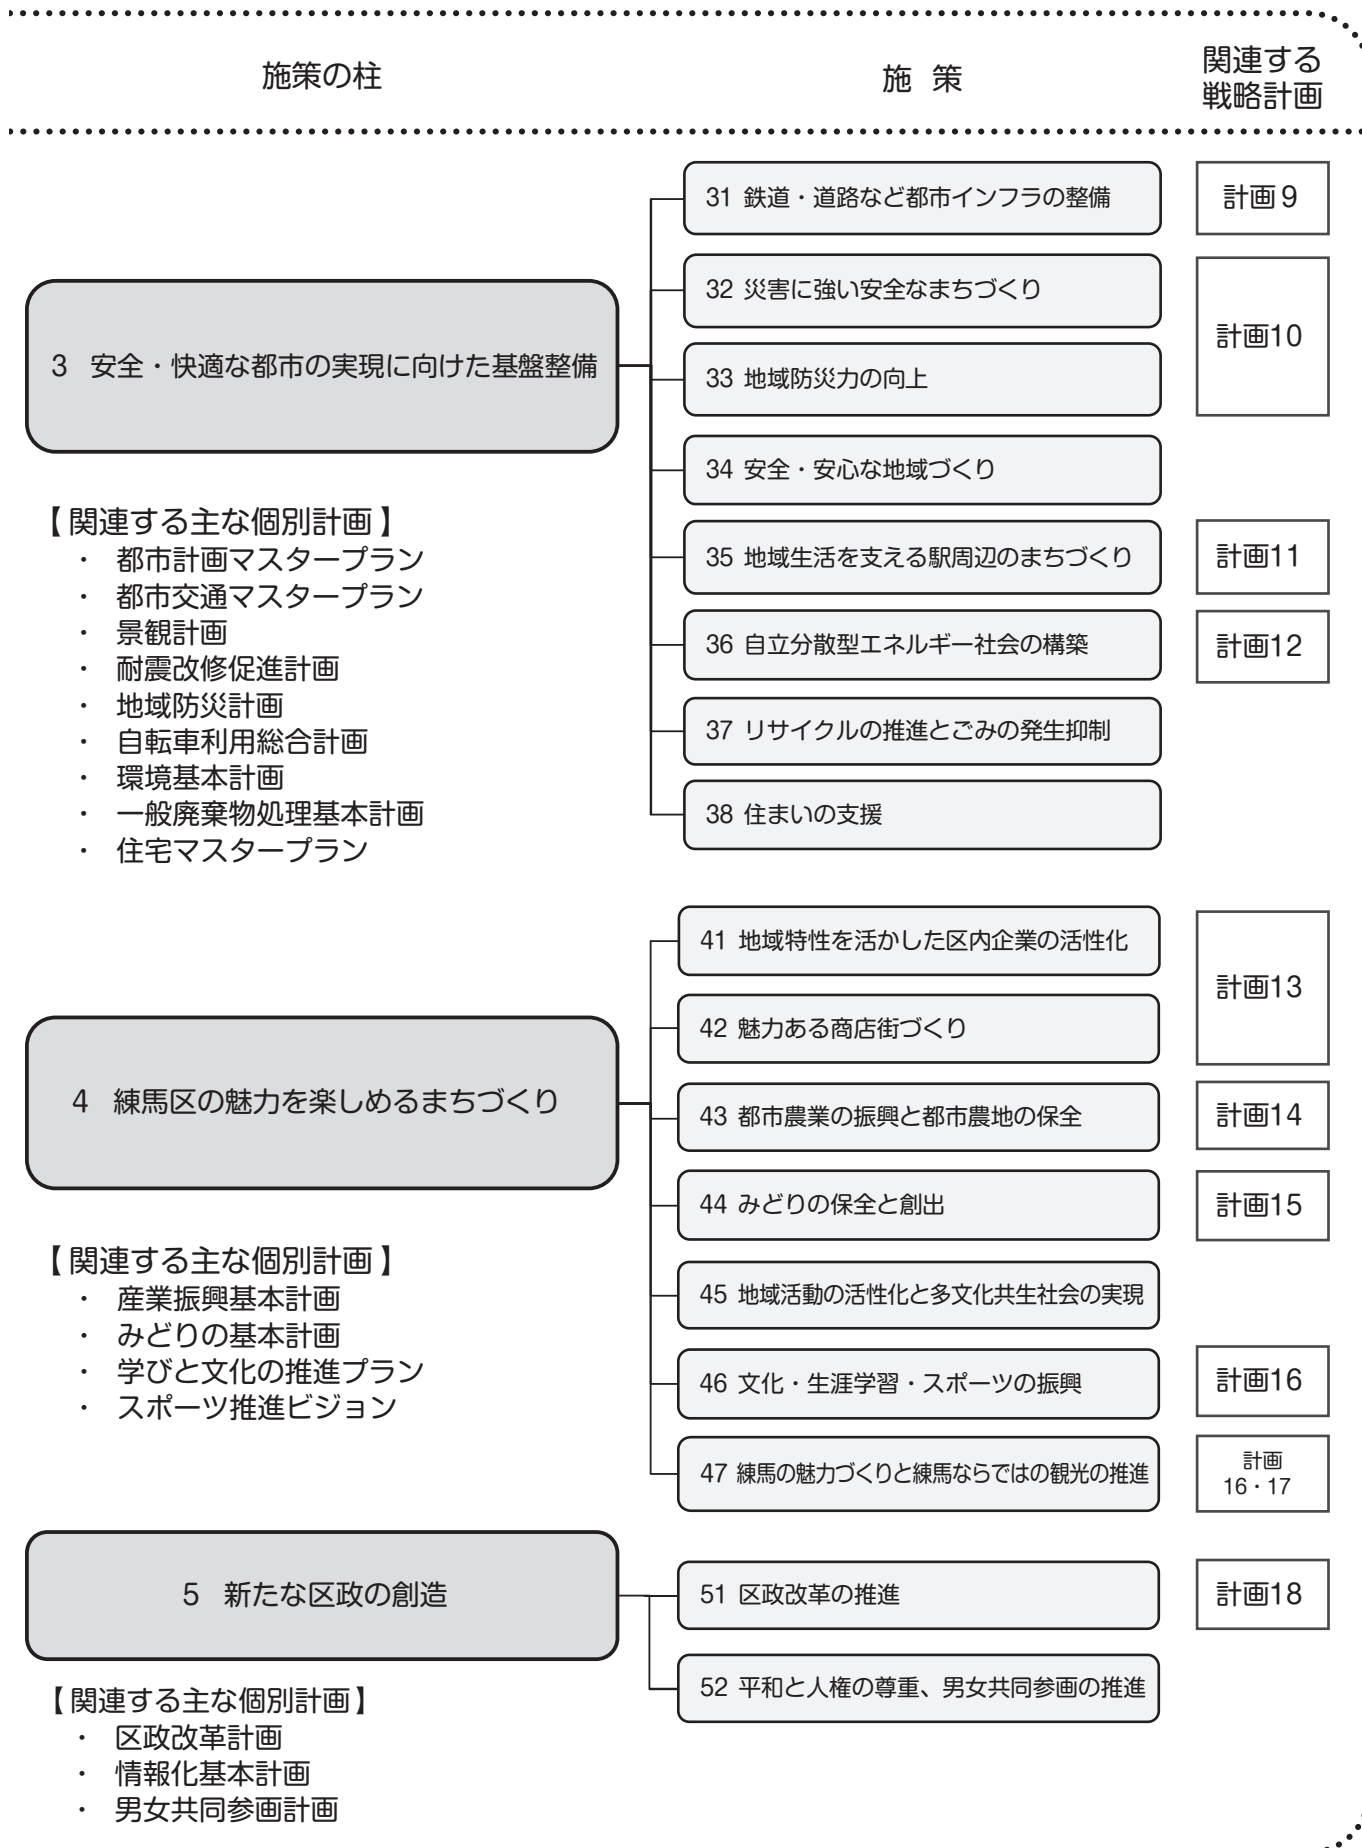 施策の柱
施 策
関連する
戦略計画
3 安全・快適な都市の実現に向けた基盤整備
31 鉄道・道路など都市インフラの整備
計画9
32 災害に強い安全なまちづくり
33 地域防災力の向上
計画10
34 安全・安心な地域づくり
35 地域生活を支える駅周辺のまちづくり
計画11
36 自立分散型エネルギー社会の構築
計画12
37 リサイクルの推進とごみの発生抑制
38 住まいの支援
【関連する主な個別計画】
・ 都市計画マスタープラン
・ 都市交通マスタープラン
・ 景観計画
・ 耐震改修促進計画
・ 地域防災計画
・ 自転車利用総合計画
・ 環境基本計画
・ 一般廃棄物処理基本計画
・ 住宅マスタープラン
4 練馬区の魅力を楽しめるまちづくり
41 地域特性を活かした区内企業の活性化
42 魅力ある商店街づくり
計画13
43 都市農業の振興と都市農地の保全
計画14
44 みどりの保全と創出
計画15
45 地域活動の活性化と多文化共生社会の実現
46 文化・生涯学習・スポーツの振興
計画16
47 練馬の魅力づくりと練馬ならではの観光の推進
計画
16・17
【関連する主な個別計画】
・ 産業振興基本計画
・ みどりの基本計画
・ 学びと文化の推進プラン
・ スポーツ推進ビジョン
5 新たな区政の創造
51 区政改革の推進
計画18
52 平和と人権の尊重、男女共同参画の推進
【関連する主な個別計画】
・ 区政改革計画
・ 情報化基本計画
・ 男女共同参画計画